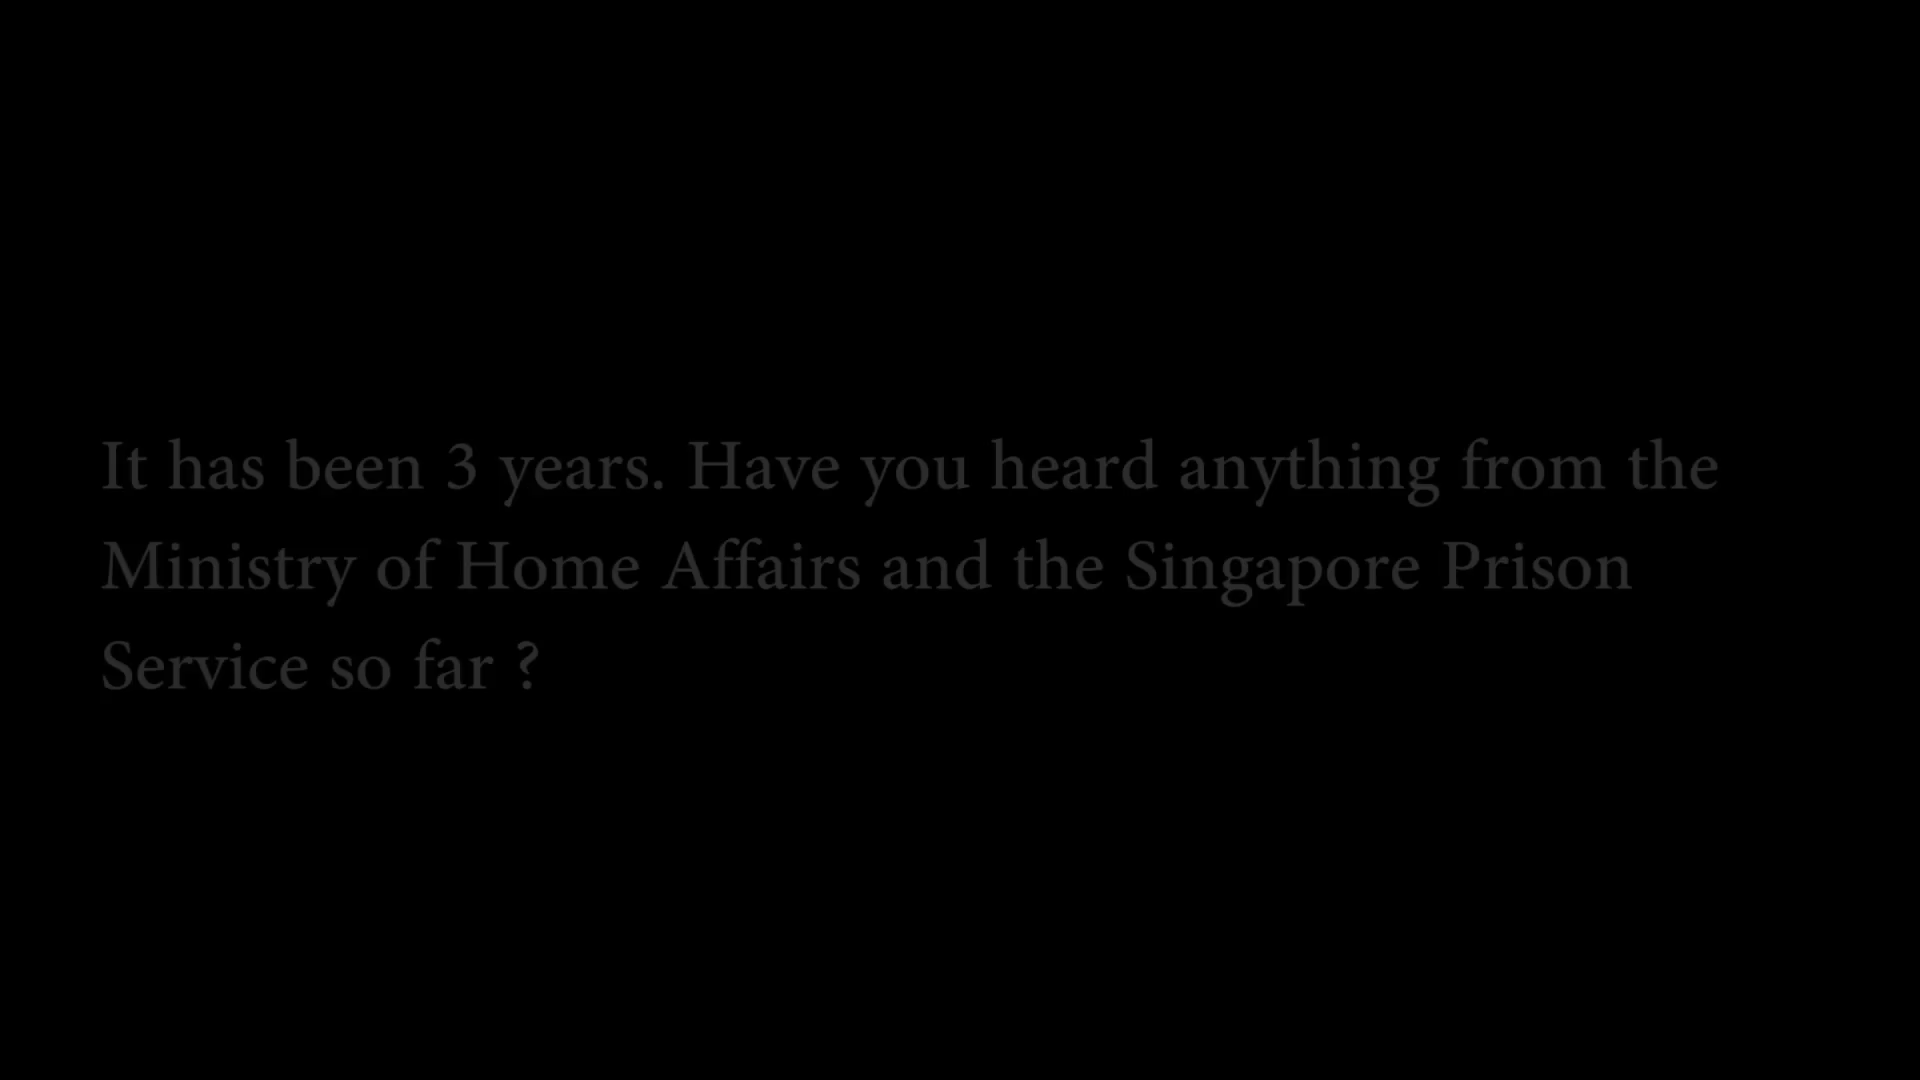 It has been 3 years. Have you heard anything from the
Ministry of Home Affairs and the Singapore Prison
Service so far ?